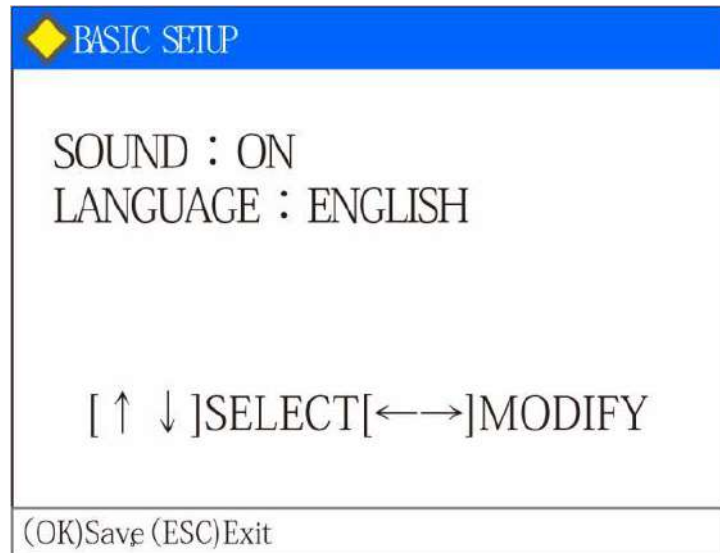 BASIC SETUP
SOUND：ON
LANGUAGE：ENGLISH
[↑ ↓]SELECT[←→]MODIFY
(OK)Save (ESC)Exit